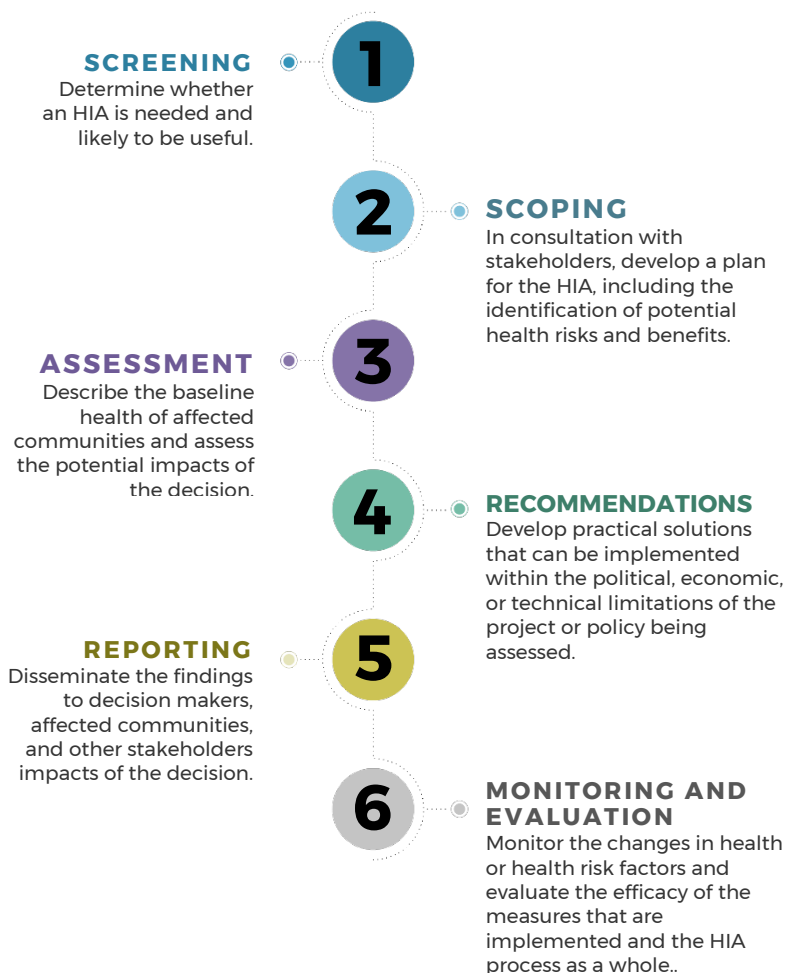 1
SCREENING
Determine whether
an HIA is needed and
likely to be useful.
2
SCOPING
In consultation with
stakeholders, develop a plan
for the HIA, including the
identification of potential
health risks and benefits.
3
ASSESSMENT
Describe the baseline
health of affected
communities and assess
the potential impacts of
the decision.
4
RECOMMENDATIONS
Develop practical solutions
that can be implemented
within the political, economic,
or technical limitations of the
project or policy being
assessed.
5
REPORTING
Disseminate the findings
to decision makers,
affected communities,
and other stakeholders
impacts of the decision.
6
MONITORING AND
EVALUATION
Monitor the changes in health
or health risk factors and
evaluate the efficacy of the
measures that are
implemented and the HIA
process as a whole..